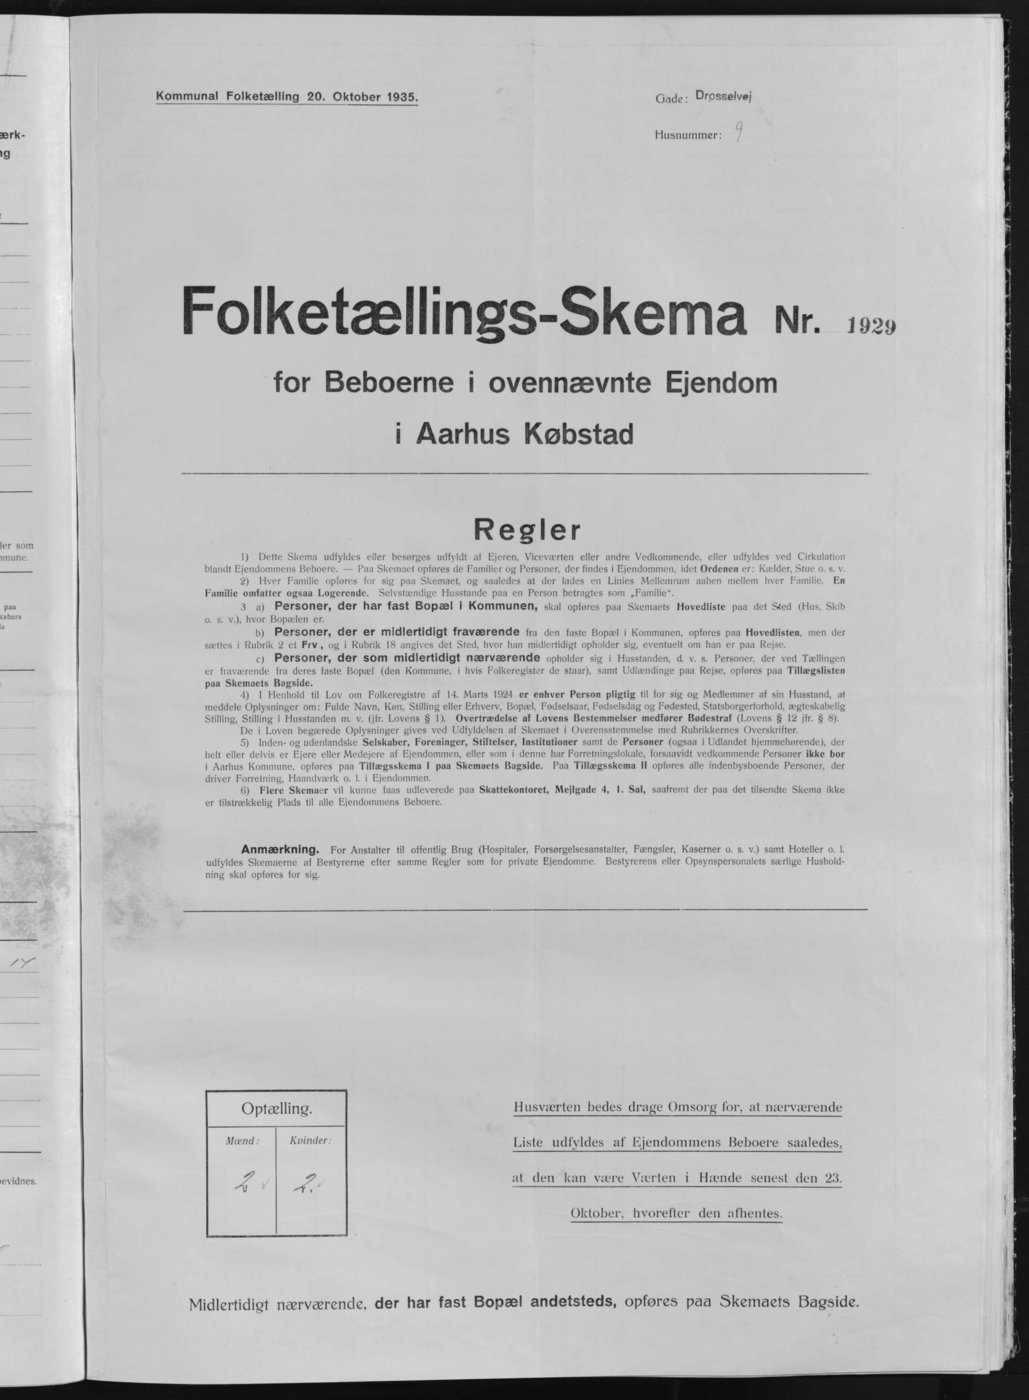 ærk-
ng
ler som
mmune.
paa
kabers
le
14
bevidnes.
Kommunal Folketælling 20. Oktober 1935.
Gade: Drosselvej
Husnummer: 9
Folketællings-Skema Nr. 1929
for Beboerne i ovennævnte Ejendom
i Aarhus Købstad
Regler
1) Dette Skema udfyldes eller besørges udfyldt af Ejeren, Viceværten eller andre Vedkommende, eller udfyldes ved Cirkulation
blandt Ejendommens Beboere. — Paa Skemaet opføres de Familier og Personer, der findes i Ejendommen, idet Ordenen er: Kælder, Stue o. s. v.
2) Hver Familie opføres for sig paa Skemaet, og saaledes at der lades en Linies Mellemrum aaben mellem hver Familie. En
Familie omfatter ogsaa Logerende. Selvstændige Husstande paa en Person betragtes som „Familie“.
3 a) Personer, der har fast Bopæl i Kommunen, skal opføres paa Skemaets Hovedliste paa det Sted (Hus, Skib
o. s. v.), hvor Bopælen er.
b) Personer, der er midlertidigt fraværende fra den faste Bopæl i Kommunen, opføres paa Hovedlisten, men der
sættes i Rubrik 2 et Frv., og i Rubrik 18 angives det Sted, hvor han midlertidigt opholder sig, eventuelt om han er paa Rejse.
c) Personer, der som midlertidigt nærværende opholder sig i Husstanden, d. v. s. Personer, der ved Tællingen
er fraværende fra deres faste Bopæl (den Kommune, i hvis Folkeregister de staar), samt Udlændinge paa Rejse, opføres paa Tillægslisten
paa Skemaets Bagside.
4) I Henhold til Lov om Folkeregistre af 14. Marts 1924 er enhver Person pligtig til for sig og Medlemmer af sin Husstand, at
meddele Oplysninger om: Fulde Navn, Køn, Stilling eller Erhverv, Bopæl, Fødselsaar, Fødselsdag og Fødested, Statsborgerforhold, ægteskabelig
Stilling, Stilling i Husstanden m. v. (jfr. Lovens § 1). Overtrædelse af Lovens Bestemmelser medfører Bødestraf (Lovens § 12 jfr. § 8).
De i Loven begærede Oplysninger gives ved Udfyldelsen af Skemaet i Overensstemmelse med Rubrikkernes Overskrifter.
5) Inden- og udenlandske Selskaber, Foreninger, Stiftelser, Institutioner samt de Personer (ogsaa i Udlandet hjemmehørende), der
helt eller delvis er Ejere eller Medejere af Ejendommen, eller som i denne har Forretningslokale, forsaavidt vedkommende Personer ikke bor
i Aarhus Kommune, opføres paa Tillægsskema I paa Skemaets Bagside. Paa Tillægsskema II opføres alle indenbysboende Personer, der
driver Forretning, Haandværk o. l. i Ejendommen.
6) Flere Skemaer vil kunne faas udleverede paa Skattekontoret, Mejlgade 4, 1. Sal, saafremt der paa det tilsendte Skema ikke
er tilstrækkelig Plads til alle Ejendommens Beboere.
Anmærkning. For Anstalter til offentlig Brug (Hospitaler, Forsørgelsesanstalter, Fængsler, Kaserner o. s. v.) samt Hoteller o. l.
udfyldes Skemaerne af Bestyrerne efter samme Regler som for private Ejendomme. Bestyrerens eller Opsynspersonalets særlige Hushold-
ning skal opføres for sig.
Optælling.
Mænd: Kvinder:
2 2.
Husværten bedes drage Omsorg for, at nærværende
Liste udfyldes af Ejendommens Beboere saaledes,
at den kan være Værten i Hænde senest den 23.
Oktober, hvorefter den afhentes.
Midlertidigt nærværende, der har fast Bopæl andetsteds, opføres paa Skemaets Bagside.